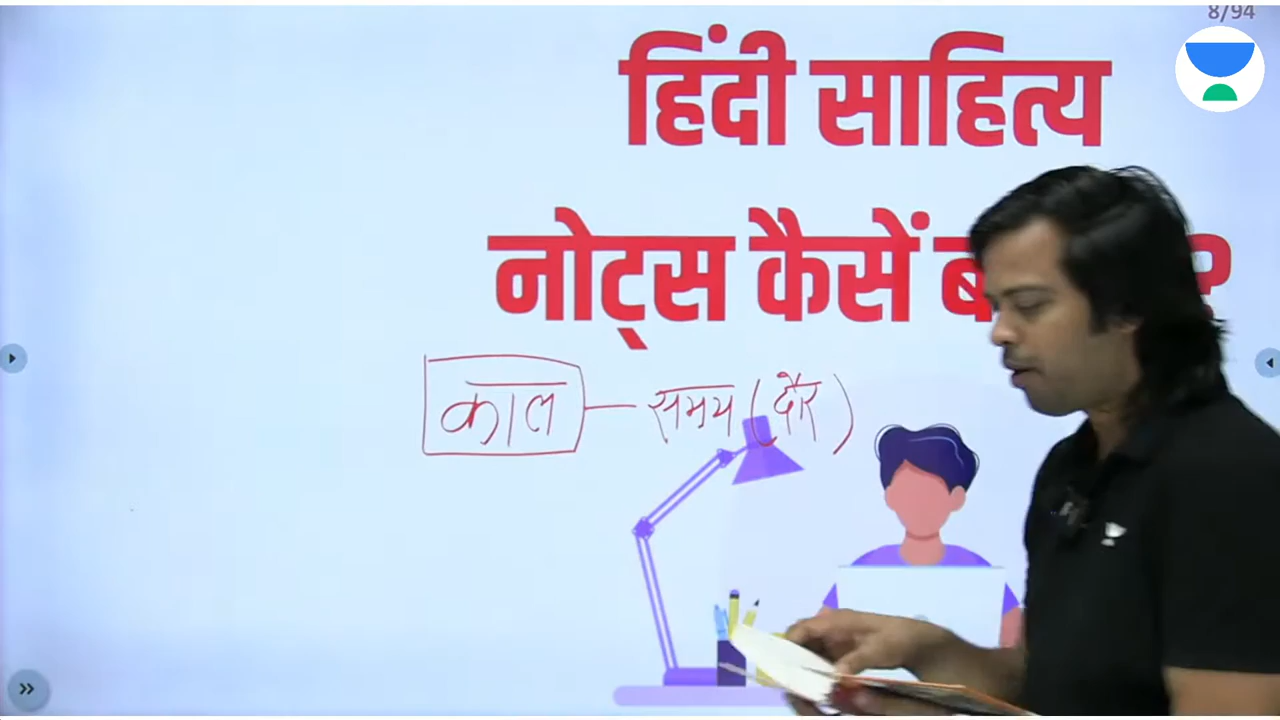 8/94
हिंदी साहित्य
नोट्स कैसें
काल — समय (दौर)